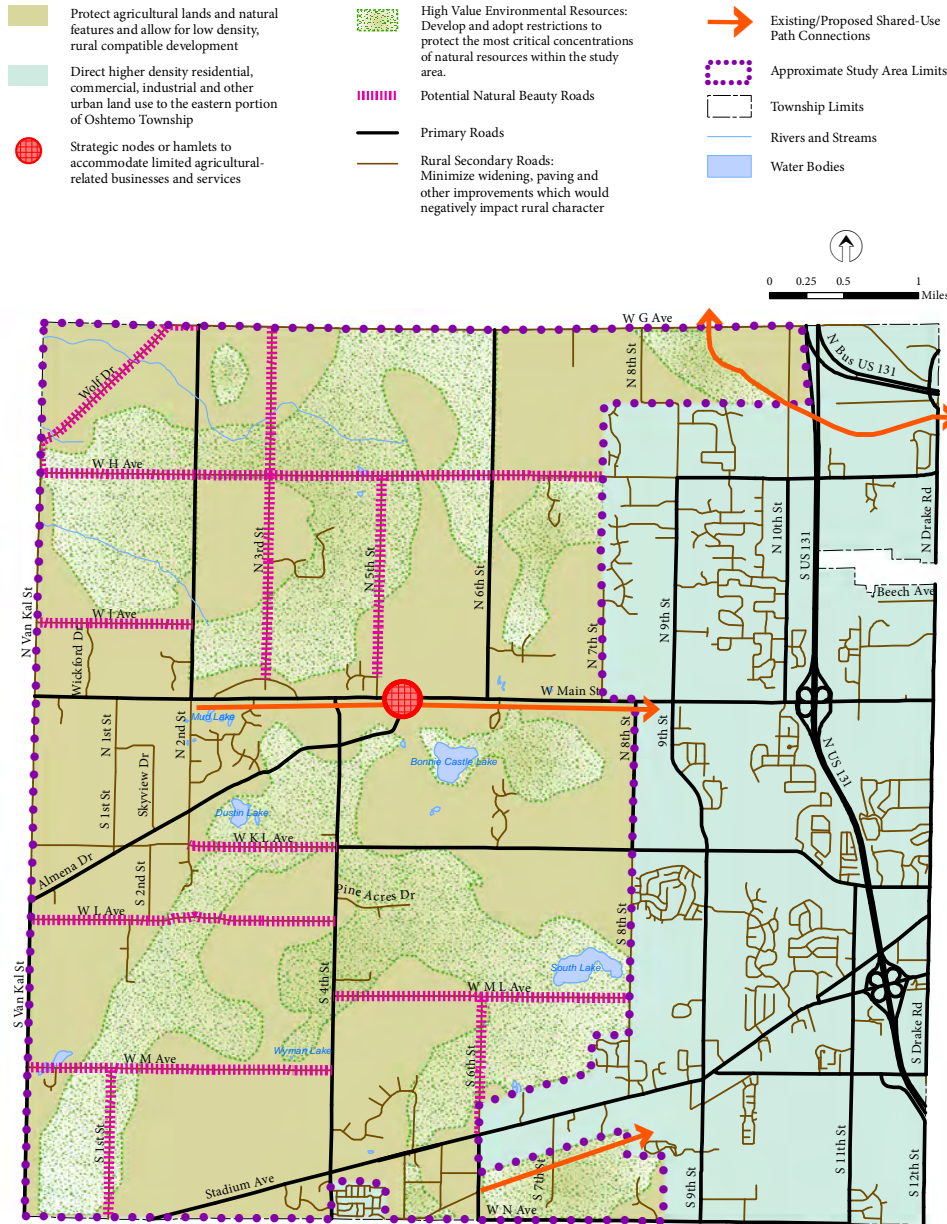 Protect agricultural lands and natural
features and allow for low density,
rural compatible development
Direct higher density residential,
commercial, industrial and other
urban land use to the eastern portion
of Oshtemo Township
Strategic nodes or hamlets to
accommodate limited agricultural-
related businesses and services
High Value Environmental Resources:
Develop and adopt restrictions to
protect the most critical concentrations
of natural resources within the study
area.
Potential Natural Beauty Roads
Primary Roads
Rural Secondary Roads:
Minimize widening, paving and
other improvements which would
negatively impact rural character
Existing/Proposed Shared-Use
Path Connections
Approximate Study Area Limits
Township Limits
Rivers and Streams
Water Bodies
0 0.25 0.5 1
Miles
W G Ave
N 8th St
N Bus US 131
Wolf Dr
W H Ave
N 3rd St
N 5th St
N 6th St
N 10th St
S US 131
N Drake Rd
Beech Ave
N Van Kal St
W J Ave
Wickford Dr
N 7th St
N 9th St
W Main St
N 1st St
N 2nd St
Mud Lake
N 8th St
9th St
N US 131
Skyview Dr
S 1st St
Bonnie Castle Lake
Dustin Lake
W K L Ave
Almena Dr
S 2nd St
Pine Acres Dr
W L Ave
S 8th St
South Lake
S Van Kal St
S 4th St
W M L Ave
S Drake Rd
Wyman Lake
W M Ave
S 6th St
S 1st St
Stadium Ave
S 7th St
W N Ave
S 9th St
S 11th St
S 12th St